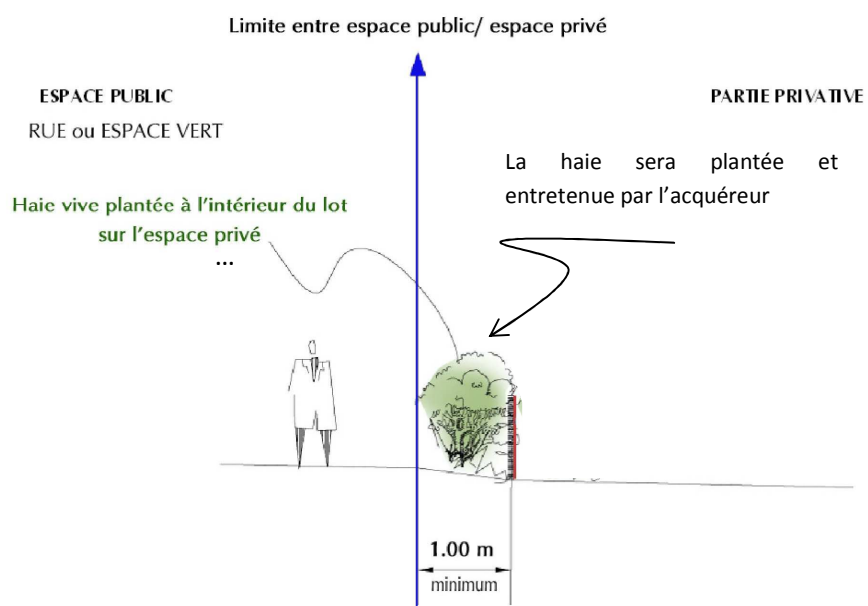 Limite entre espace public/ espace privé
ESPACE PUBLIC
PARTIE PRIVATIVE
RUE ou ESPACE VERT
La haie sera plantée et
entretenue par l'acquéreur
Haie vive plantée à l'intérieur du lot
sur l'espace privé
...
1.00 m
minimum